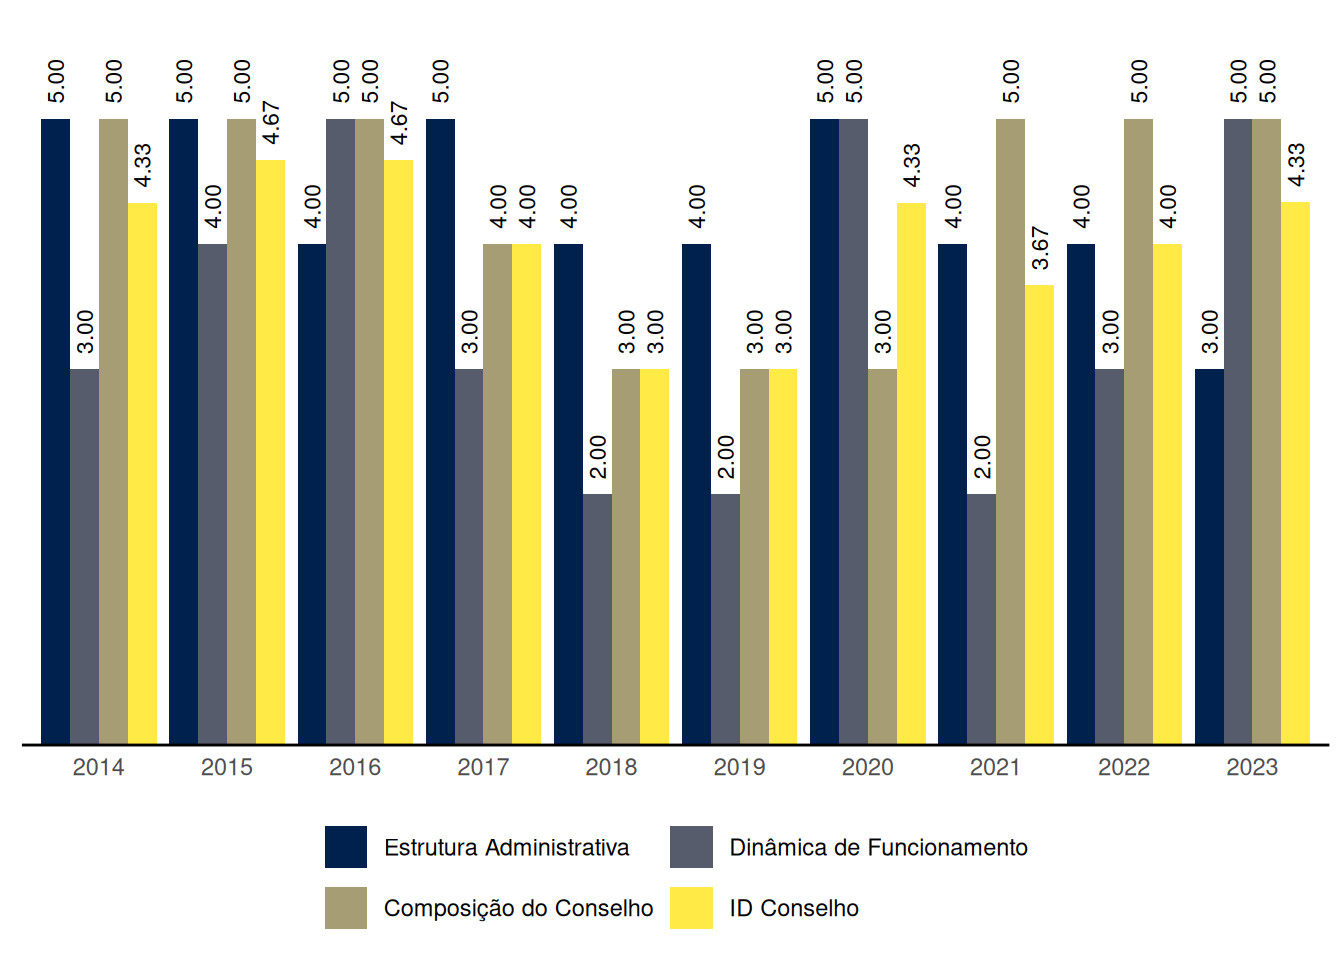 5.00 3.00 5.00 4.33 5.00 4.00 5.00 4.67 4.00 5.00 5.00 4.67 5.00 3.00 4.00 4.00 4.00 2.00 3.00 3.00 4.00 2.00 3.00 3.00 5.00 5.00 3.00 4.33 4.00 2.00 5.00 3.67 4.00 3.00 5.00 4.00 3.00 5.00 5.00 4.33
2014 2015 2016 2017 2018 2019 2020 2021 2022 2023
Estrutura Administrativa Dinâmica de Funcionamento
Composição do Conselho ID Conselho